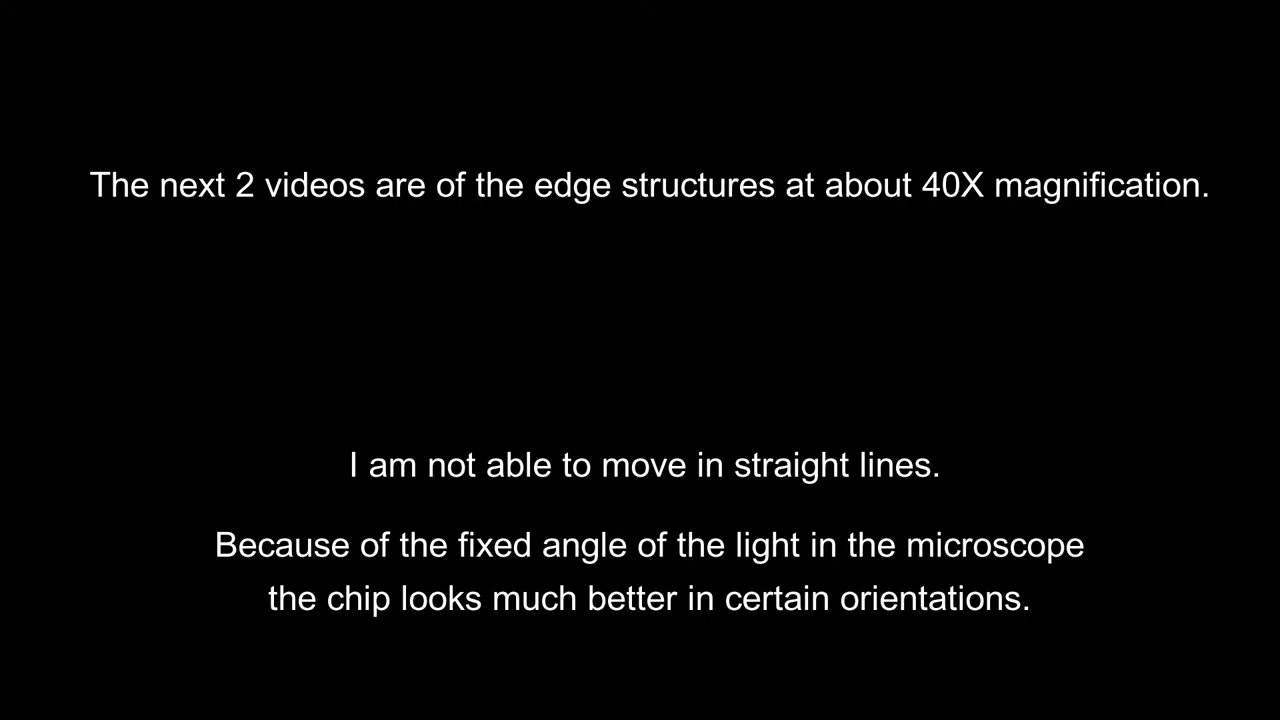 The next 2 videos are of the edge structures at about 40X magnification.
I am not able to move in straight lines.
Because of the fixed angle of the light in the microscope
the chip looks much better in certain orientations.